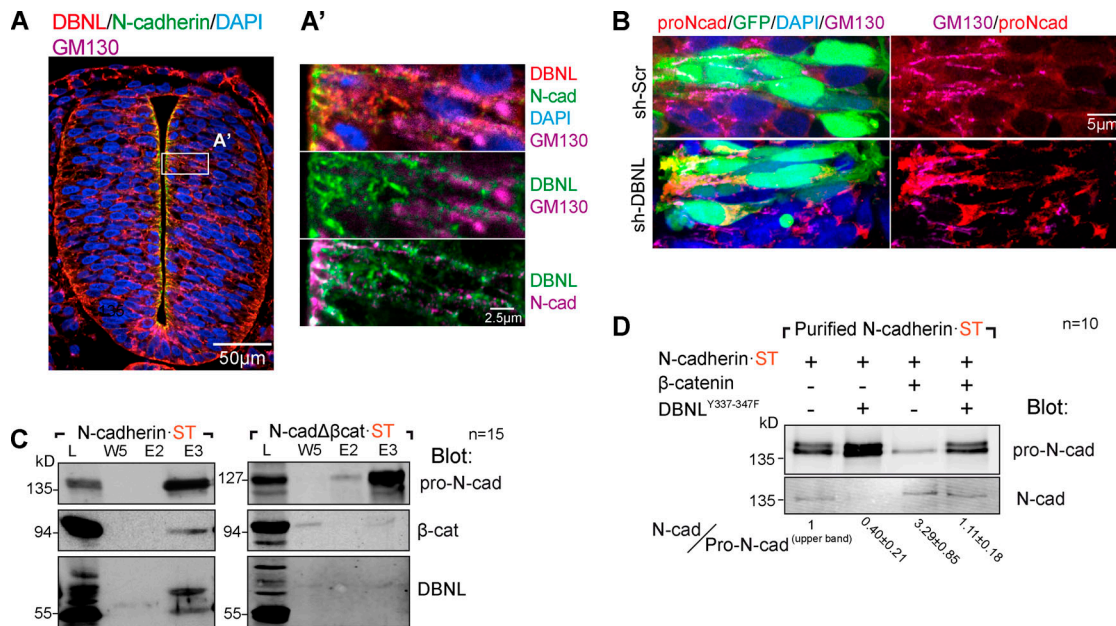 A
DBNL/N-cadherin/DAPI
GM130
A'
50µm
A'
DBNL
N-cad
DAPI
GM130
DBNL
GM130
DBNL
N-cad
2.5µm
B
proNcad/GFP/DAPI/GM130
GM130/proNcad
sh-Scr
5µm
sh-DBNL
C
N-cadherin·ST
N-cadΔβcat·ST
n=15
kD
L W5 E2 E3
L W5 E2 E3
Blot:
135
127
pro-N-cad
94
94
β-cat
55
55
DBNL
D
Purified N-cadherin·ST
n=10
N-cadherin·ST + + + +
β-catenin - - + +
DBNL Y337-347F - + - +
Blot:
kD
135
pro-N-cad
135
N-cad
N-cad/Pro-N-cad (upper band)
1 0.40±0.21 3.29±0.85 1.11±0.18